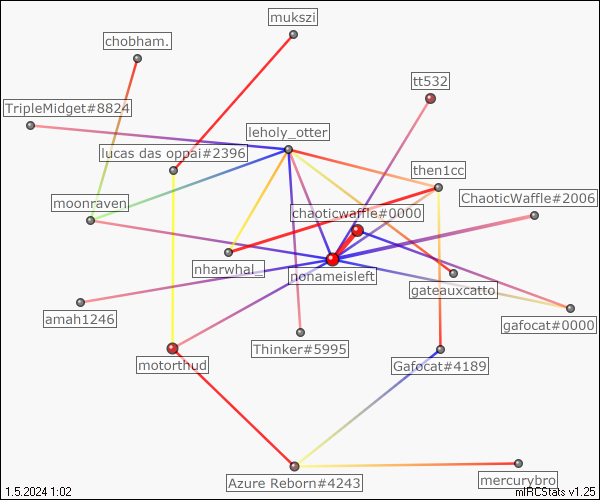 mukszi
chobham.
tt532
TripleMidget#8824
leholy_otter
lucas das oppai#2396
then1cc
moonraven
ChaoticWaffle#2006
chaoticwaffle#0000
nharwhal_
nonameisleft
gateauxcatto
amah1246
gafocat#0000
Thinker#5995
motorthud
Gafocat#4189
Azure Reborn#4243
mercurybro
1.5.2024 1:02
mIRCStats v1.25